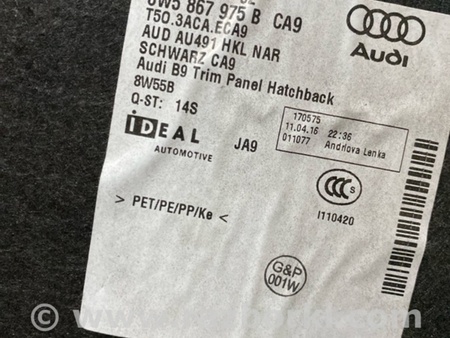 8W5 867 975 B CA9
T50.3ACA.ECA9
AUD AU491 HKL NAR
SCHWARZ CA9
Audi B9 Trim Panel Hatchback
8W55B
Q-ST: 14S
Audi
iDEAL
AUTOMOTIVE
JA9
170575
11.04.16 22:36
011077 Andrlova Lenka
CCC S
I110420
> PET/PE/PP/Ke <
G&P
001W
©